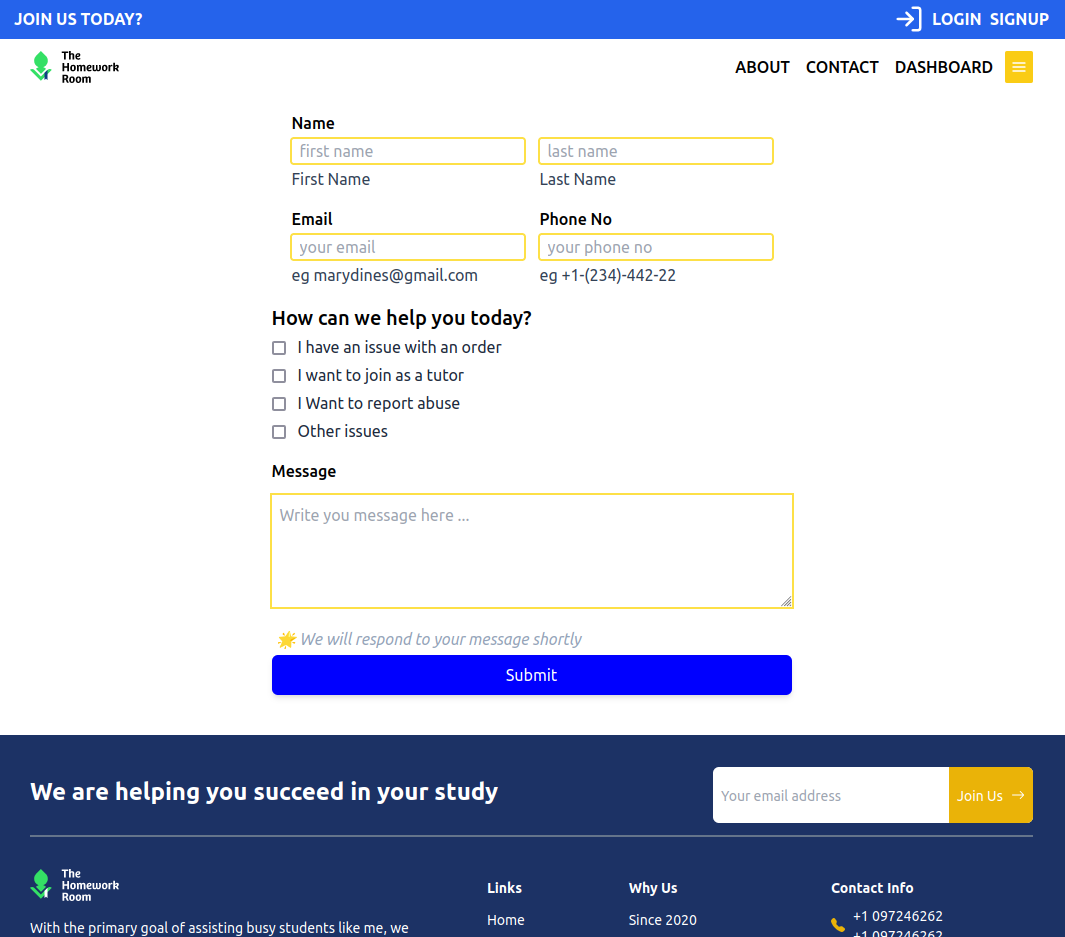 JOIN US TODAY?
LOGIN SIGNUP
The
Homework
Room
ABOUT CONTACT DASHBOARD
Name
first name
last name
First Name
Last Name
Email
Phone No
your email
your phone no
eg marydines@gmail.com
eg +1-(234)-442-22
How can we help you today?
I have an issue with an order
I want to join as a tutor
I Want to report abuse
Other issues
Message
Write you message here ...
🌟 We will respond to your message shortly
Submit
We are helping you succeed in your study
Your email address
Join Us →
The
Homework
Room
With the primary goal of assisting busy students like me, we
Links
Home
Why Us
Since 2020
Contact Info
+1 097246262
+1 097246262